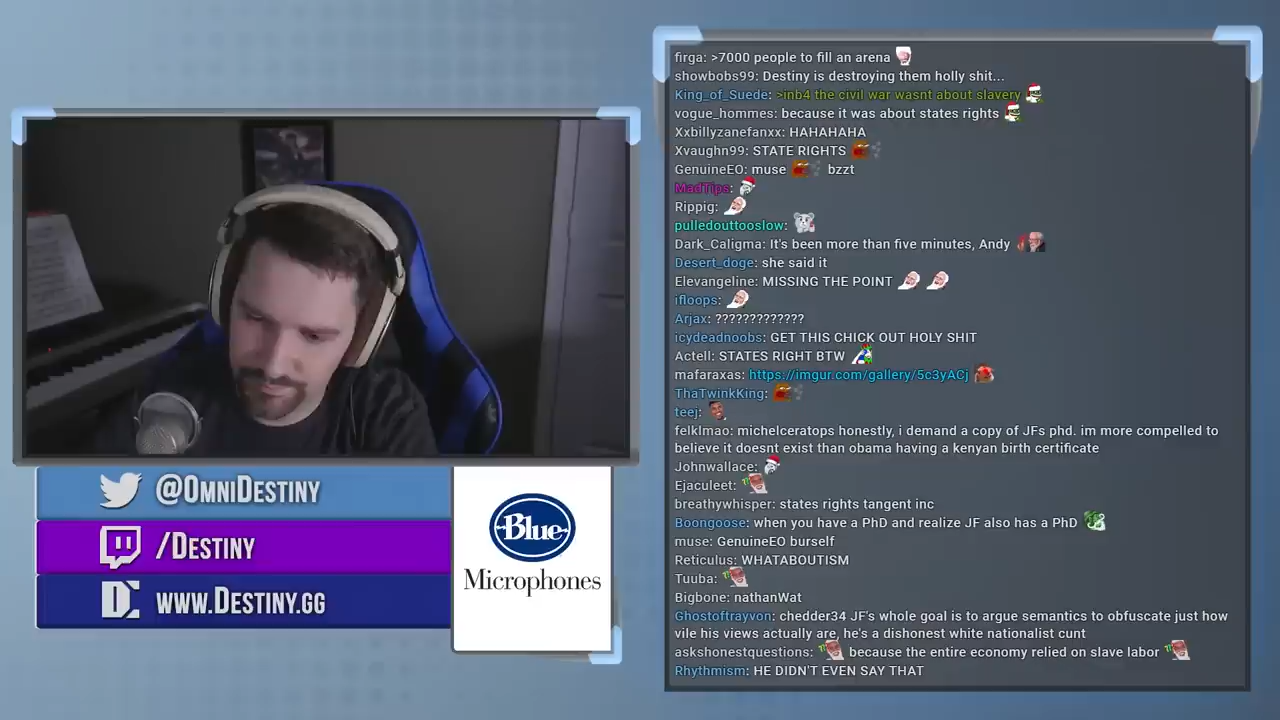 @OmniDestiny
/Destiny
www.Destiny.gg
Blue
Microphones
firga: >7000 people to fill an arena
showbobs99: Destiny is destroying them holly shit...
King_of_Suede: >inb4 the civil war wasnt about slavery
vogue_hommes: because it was about states rights
Xxbillyzanefanxx: HAHAHAHA
Xvaughn99: STATE RIGHTS
GenuineEO: muse bzzt
MadTips:
Rippig:
pulledouttooslow:
Dark_Caligma: It's been more than five minutes, Andy
Desert_doge: she said it
Elevangeline: MISSING THE POINT
ifloops:
Arjax: ?????????????
icydeadnoobs: GET THIS CHICK OUT HOLY SHIT
Actell: STATES RIGHT BTW
mafaraxas: https://imgur.com/gallery/5c3yACj
ThaTwinkKing:
teej:
felklmao: michelceratops honestly, i demand a copy of JFs phd. im more compelled to
believe it doesnt exist than obama having a kenyan birth certificate
Johnwallace:
Ejaculeet:
breathywhisper: states rights tangent inc
Boongoose: when you have a PhD and realize JF also has a PhD
muse: GenuineEO burself
Reticulus: WHATABOUTISM
Tuuba:
Bigbone: nathanWat
Ghostoftrayvon: chedder34 JF's whole goal is to argue semantics to obfuscate just how
vile his views actually are, he's a dishonest white nationalist cunt
askshonestquestions: because the entire economy relied on slave labor
Rhythmism: HE DIDN'T EVEN SAY THAT